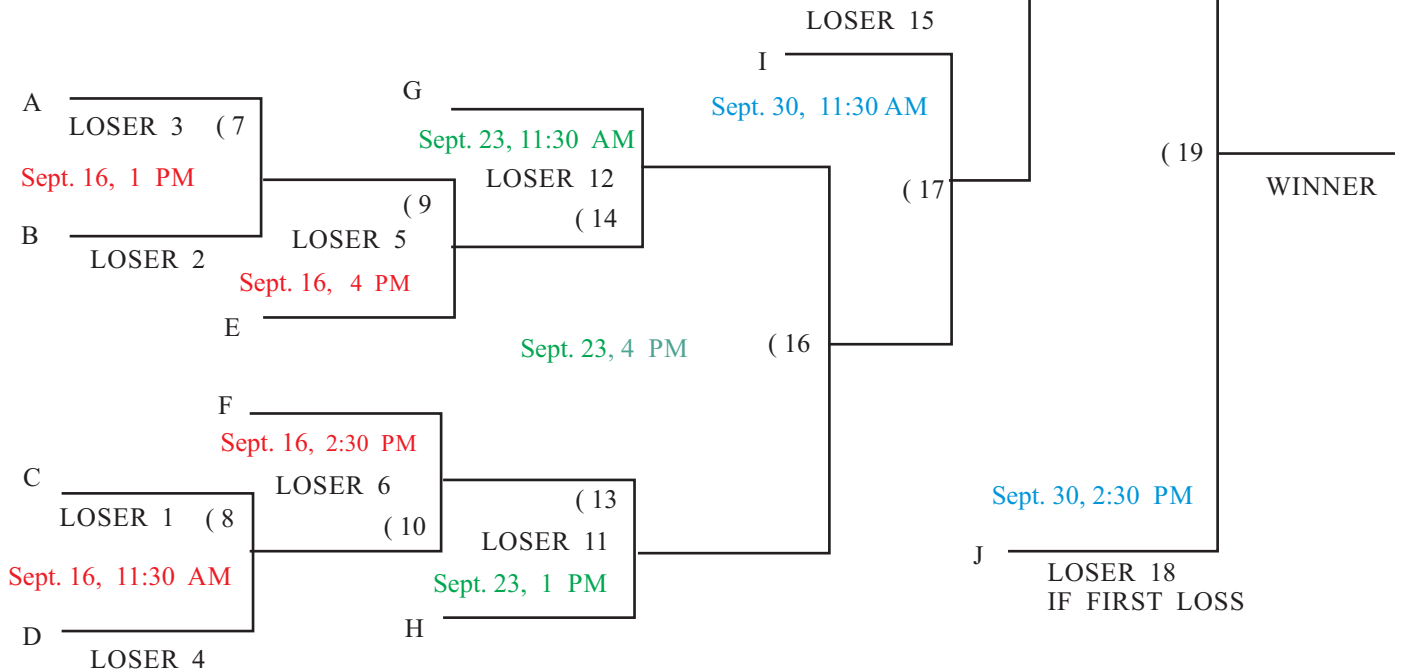 LOSER 15
I
Sept. 30, 11:30 AM
A
G
LOSER 3
( 7
Sept. 23, 11:30 AM
( 19
Sept. 16, 1 PM
LOSER 12
( 17
WINNER
( 9
( 14
B
LOSER 5
LOSER 2
Sept. 16, 4 PM
E
Sept. 23, 4 PM
( 16
F
Sept. 16, 2:30 PM
C
LOSER 6
( 13
Sept. 30, 2:30 PM
LOSER 1
( 8
( 10
LOSER 11
J
Sept. 16, 11:30 AM
Sept. 23, 1 PM
LOSER 18
IF FIRST LOSS
D
H
LOSER 4